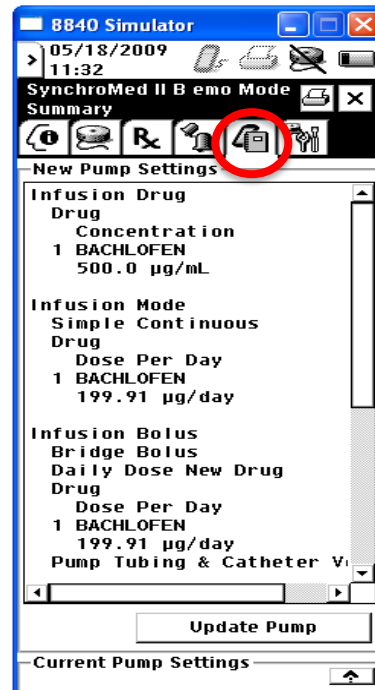 8840 Simulator
05/18/2009
11:32
SynchroMed II B emo Mode
Summary
Rx
New Pump Settings
Infusion Drug
Drug
Concentration
1 BACHLOFEN
500.0 µg/mL
Infusion Mode
Simple Continuous
Drug
Dose Per Day
1 BACHLOFEN
199.91 µg/day
Infusion Bolus
Bridge Bolus
Daily Dose New Drug
Drug
Dose Per Day
1 BACHLOFEN
199.91 µg/day
Pump Tubing & Catheter
Update Pump
Current Pump Settings